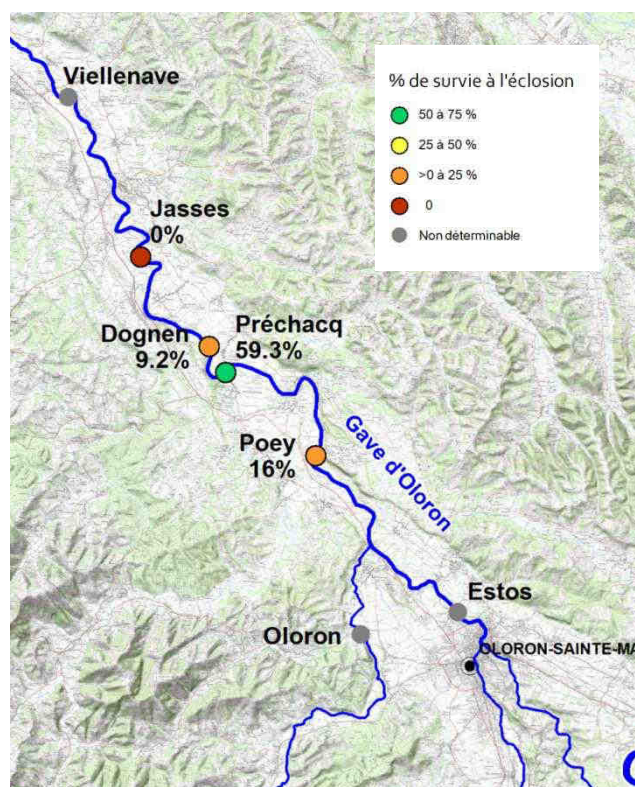 Viellenave
% de survie à l'éclosion
50 à 75 %
25 à 50 %
>0 à 25 %
0
Non déterminable
Jasses
0%
Dognen
9.2%
Préchacq
59.3%
Poey
16%
Gave d'Oloron
Estos
Oloron
OLORON-SAINTE-MA